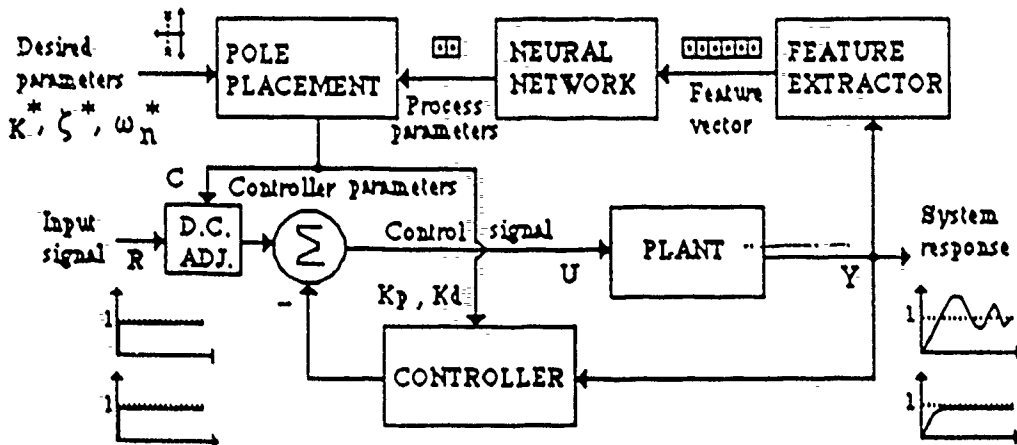 Desired
parameters
K*, ζ*, ωn*
POLE
PLACEMENT
Process
parameters
NEURAL
NETWORK
Feature
vector
FEATURE
EXTRACTOR
C
Controller parameters
Input
signal
R
D.C.
ADJ.
Σ
-
Control signal
U
PLANT
Y
System
response
Kp, Kd
CONTROLLER
1
1
1
1